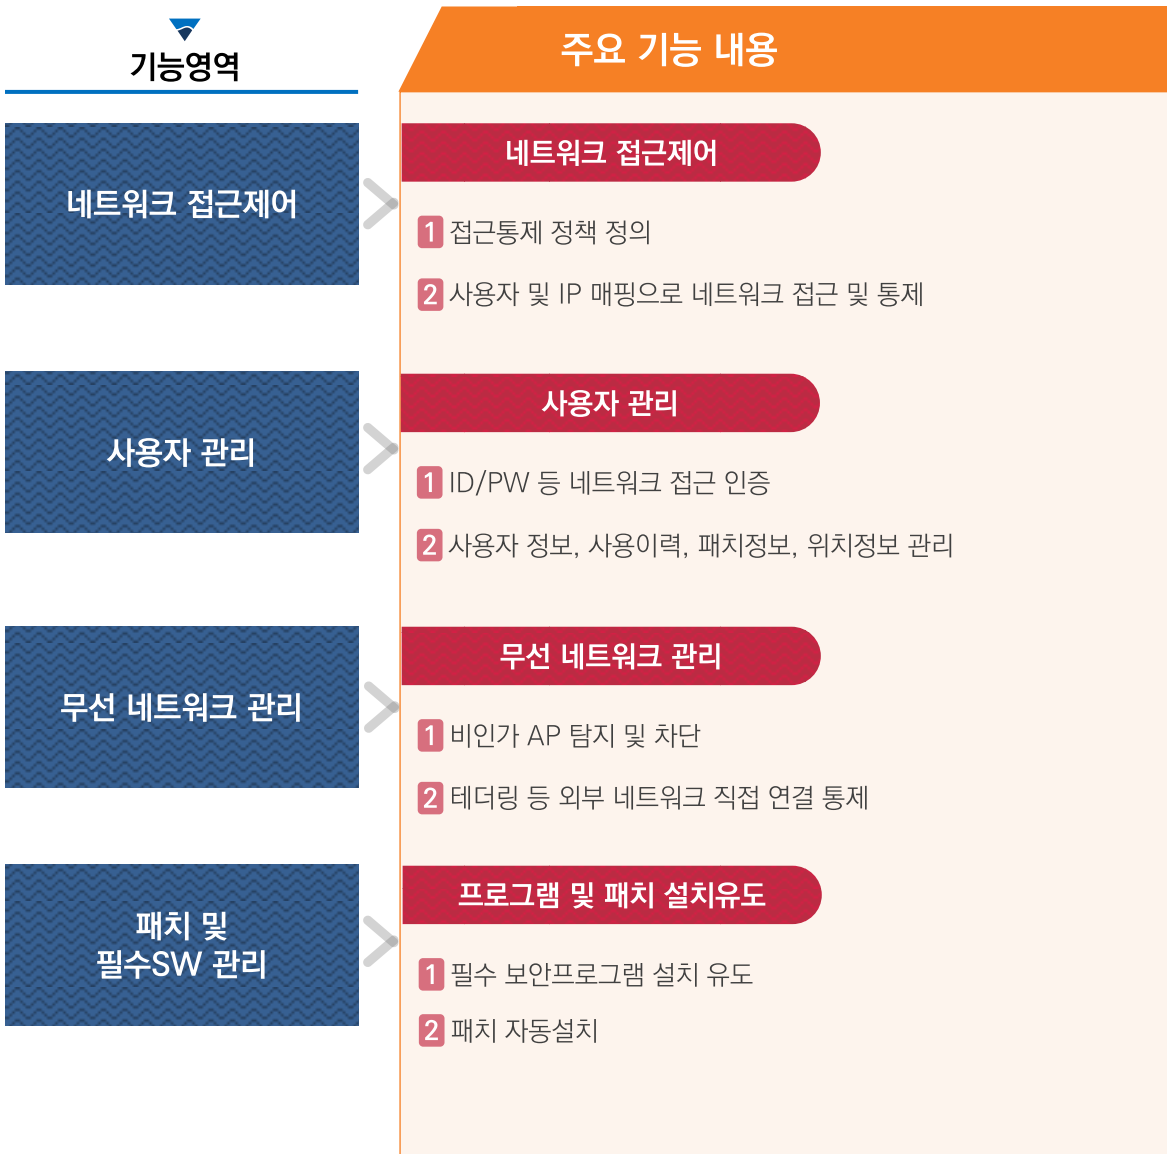 기능영역
주요 기능 내용
네트워크 접근제어
네트워크 접근제어
1 접근통제 정책 정의
2 사용자 및 IP 매핑으로 네트워크 접근 및 통제
사용자 관리
사용자 관리
1 ID/PW 등 네트워크 접근 인증
2 사용자 정보, 사용이력, 패치정보, 위치정보 관리
무선 네트워크 관리
무선 네트워크 관리
1 비인가 AP 탐지 및 차단
2 테더링 등 외부 네트워크 직접 연결 통제
패치 및
필수SW 관리
프로그램 및 패치 설치유도
1 필수 보안프로그램 설치 유도
2 패치 자동설치